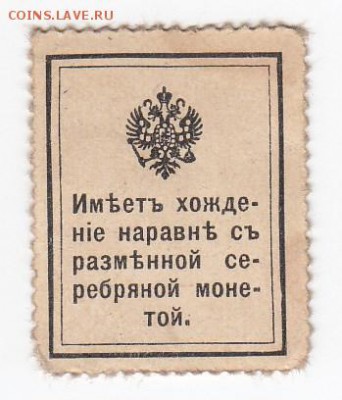 COINS.LAVE.RU
Имѣетъ хожде-
ніе наравнѣ съ
размѣнной се-
ребряной моне-
той.